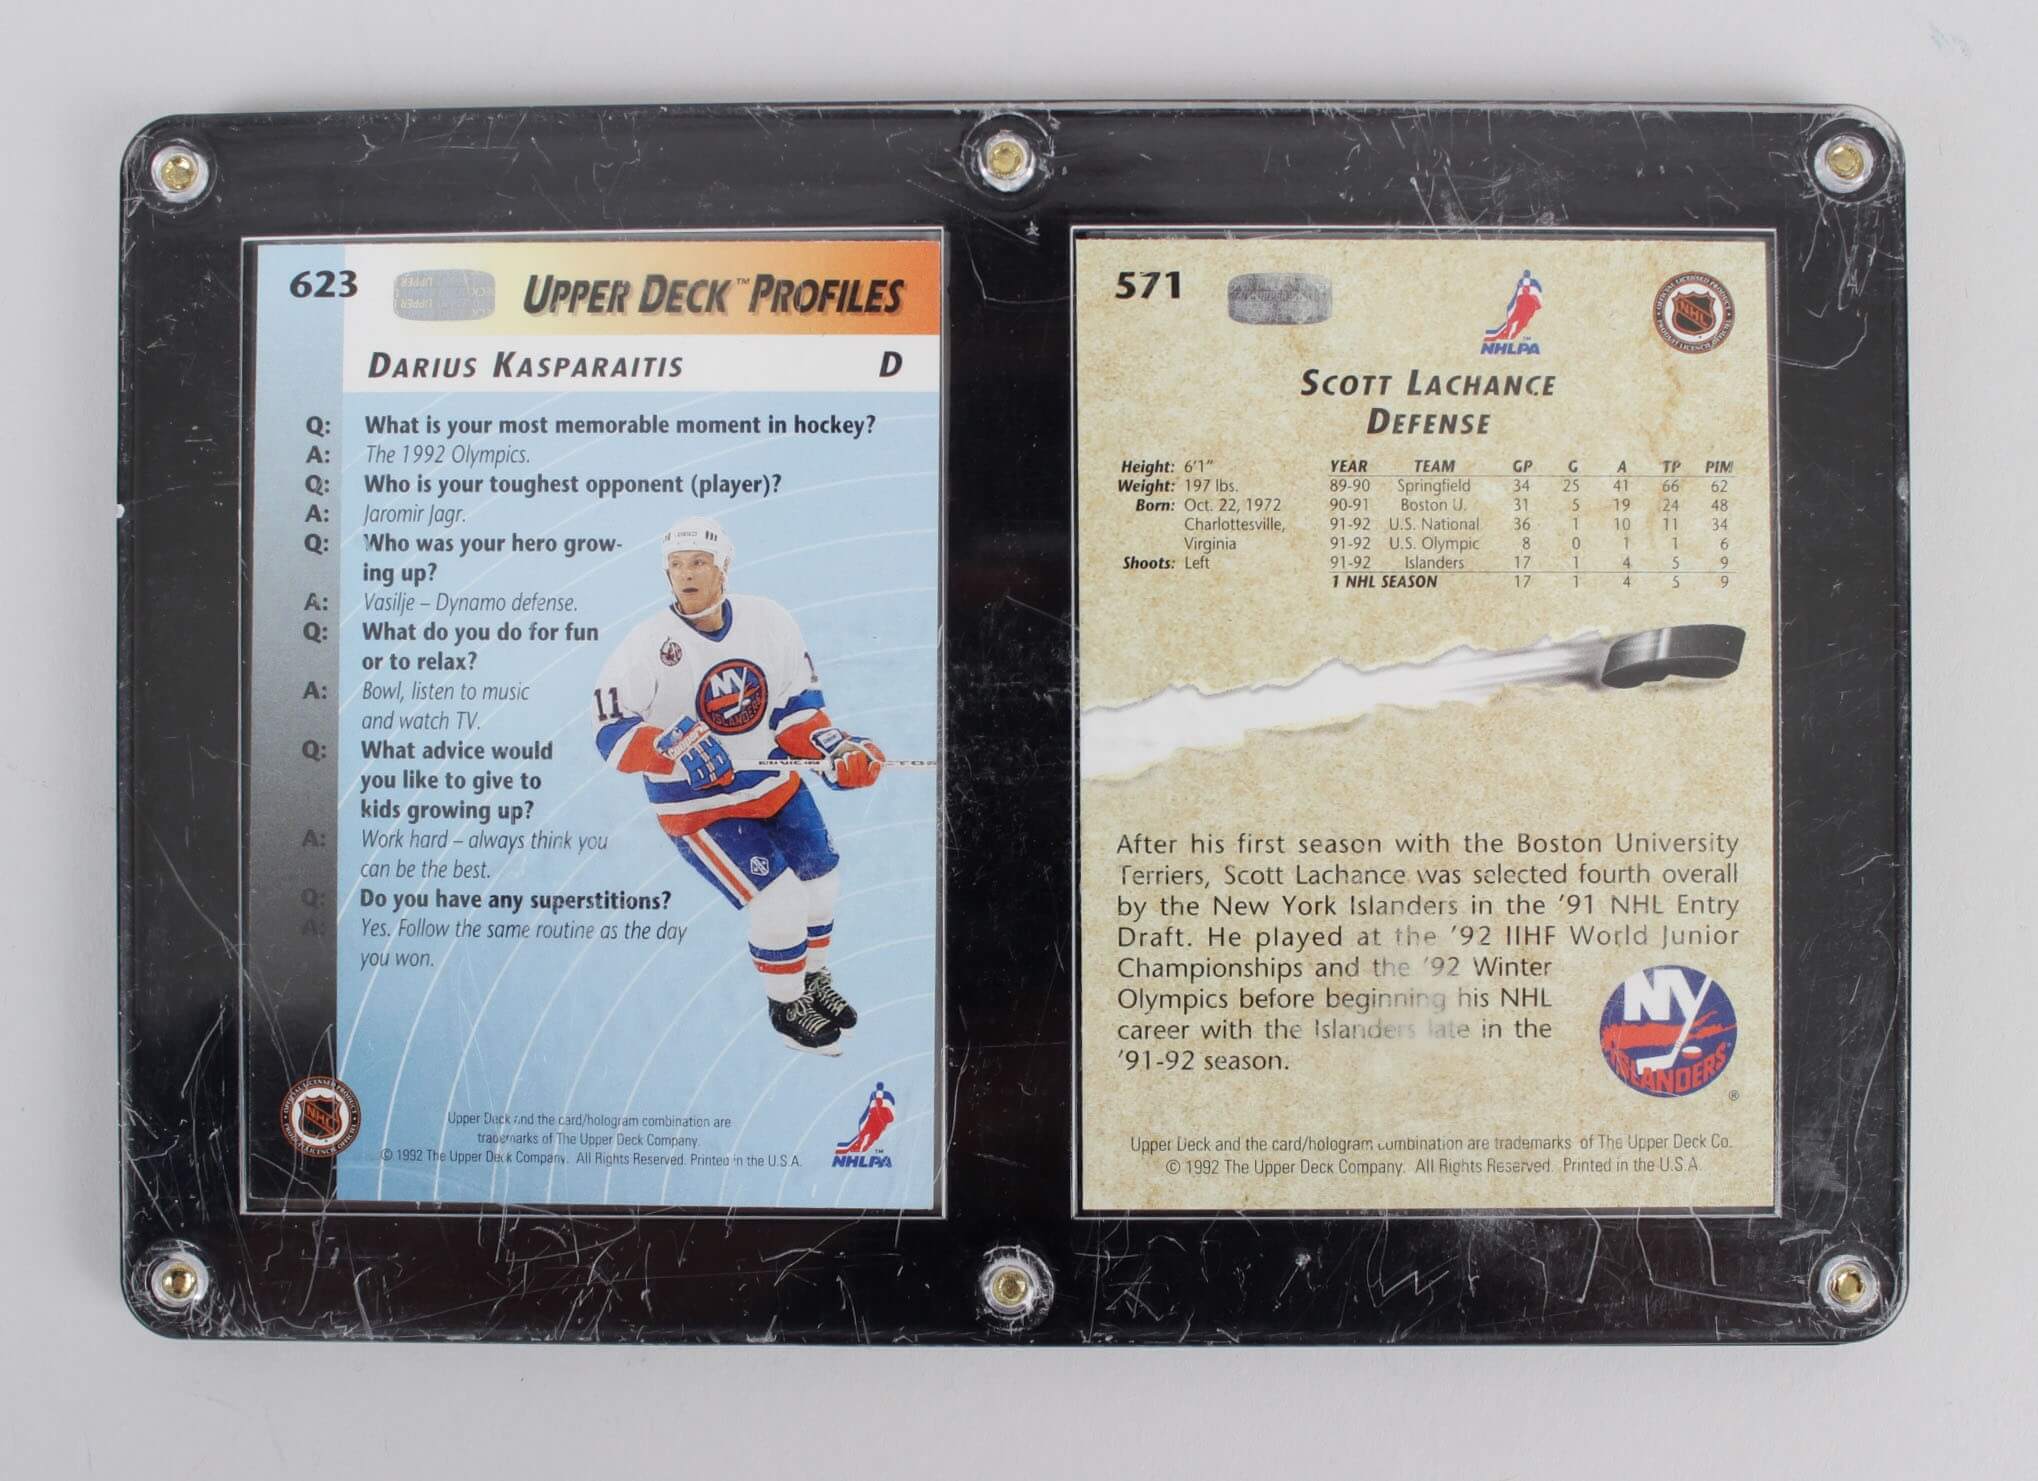 623
UPPER DECK™ PROFILES
DARIUS KASPARAITIS D
Q: What is your most memorable moment in hockey?
A: The 1992 Olympics.
Q: Who is your toughest opponent (player)?
A: Jaromir Jagr.
Q: Who was your hero grow-
ing up?
A: Vasilje – Dynamo defense.
Q: What do you do for fun
or to relax?
A: Bowl, listen to music
and watch TV.
Q: What advice would
you like to give to
kids growing up?
A: Work hard – always think you
can be the best.
Q: Do you have any superstitions?
A: Yes. Follow the same routine as the day
you won.
11
NY
ISLANDERS
NHL
Upper Deck and the card/hologram combination are
trademarks of The Upper Deck Company.
© 1992 The Upper Deck Company. All Rights Reserved. Printed in the U.S.A.
NHLPA
571
NHLPA
NHL
SCOTT LACHANCE
DEFENSE
Height: 6'1"
Weight: 197 lbs.
Born: Oct. 22, 1972
Charlottesville,
Virginia
Shoots: Left
YEAR TEAM GP G A TP PIM
89-90 Springfield 34 25 41 66 62
90-91 Boston U. 31 5 19 24 48
91-92 U.S. National 36 1 10 11 34
91-92 U.S. Olympic 8 0 1 1 6
91-92 Islanders 17 1 4 5 9
1 NHL SEASON 17 1 4 5 9
After his first season with the Boston University
Terriers, Scott Lachance was selected fourth overall
by the New York Islanders in the '91 NHL Entry
Draft. He played at the '92 IIHF World Junior
Championships and the '92 Winter
Olympics before beginning his NHL
career with the Islanders late in the
'91-92 season.
NY
ISLANDERS
®
Upper Deck and the card/hologram combination are trademarks of The Upper Deck Co.
© 1992 The Upper Deck Company. All Rights Reserved. Printed in the U.S.A.